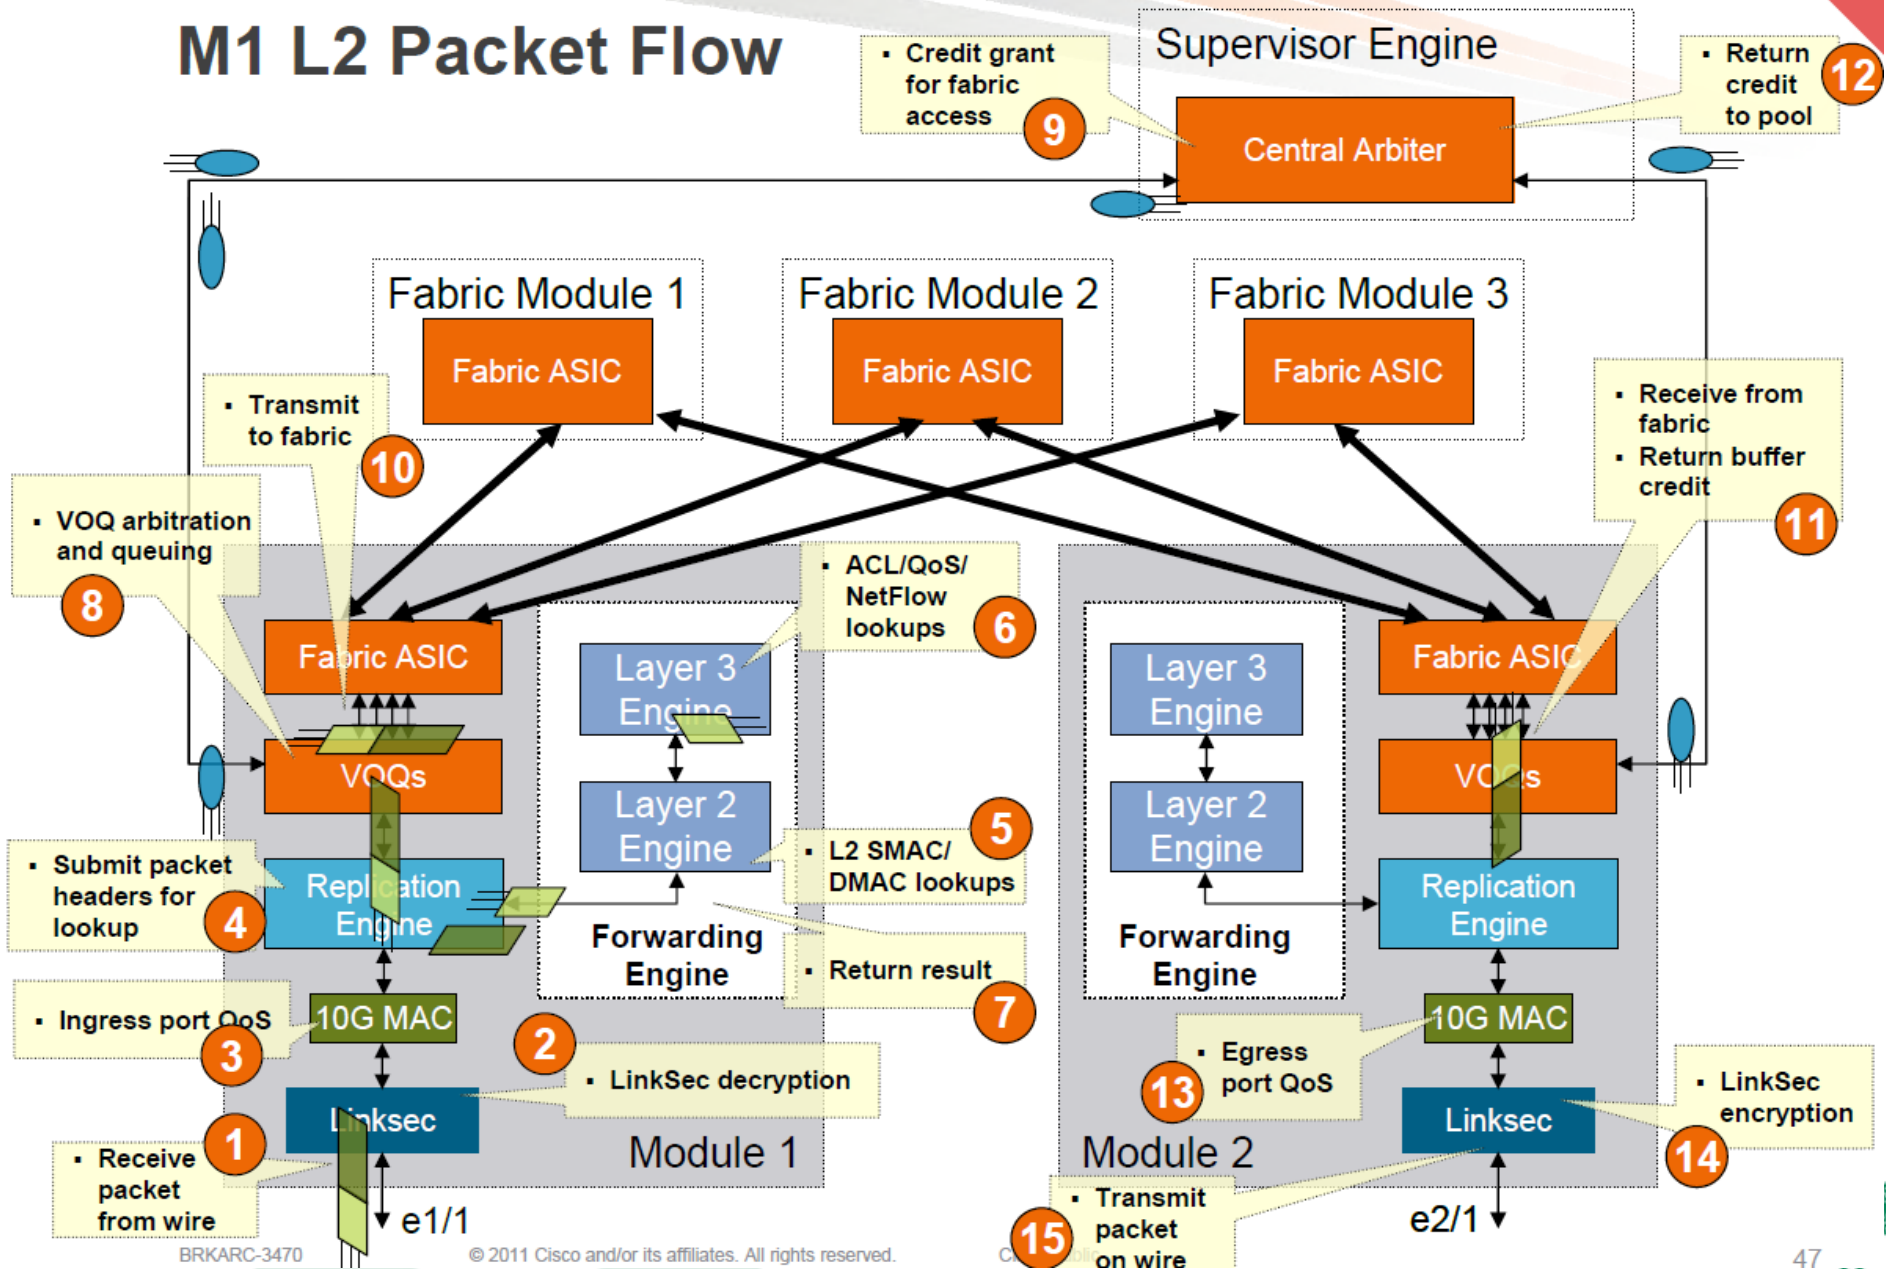 M1 L2 Packet Flow
▪ Credit grant
for fabric
access
9
Supervisor Engine
Central Arbiter
▪ Return
credit
to pool
12
Fabric Module 1
Fabric ASIC
Fabric Module 2
Fabric ASIC
Fabric Module 3
Fabric ASIC
▪ Transmit
to fabric
10
▪ Receive from
fabric
▪ Return buffer
credit
11
▪ VOQ arbitration
and queuing
8
▪ ACL/QoS/
NetFlow
lookups
6
Fabric ASIC
VOQs
Layer 3
Engine
Layer 2
Engine
▪ L2 SMAC/
DMAC lookups
5
▪ Submit packet
headers for
lookup
4
Replication
Engine
Forwarding
Engine
▪ Return result
7
▪ Ingress port QoS
3
10G MAC
2
▪ LinkSec decryption
Linksec
1
▪ Receive
packet
from wire
Module 1
e1/1
Layer 3
Engine
Layer 2
Engine
Forwarding
Engine
Fabric ASIC
VOQs
Replication
Engine
10G MAC
▪ Egress
port QoS
13
Linksec
▪ LinkSec
encryption
14
Module 2
▪ Transmit
packet
on wire
15
e2/1
BRKARC-3470
© 2011 Cisco and/or its affiliates. All rights reserved.
47